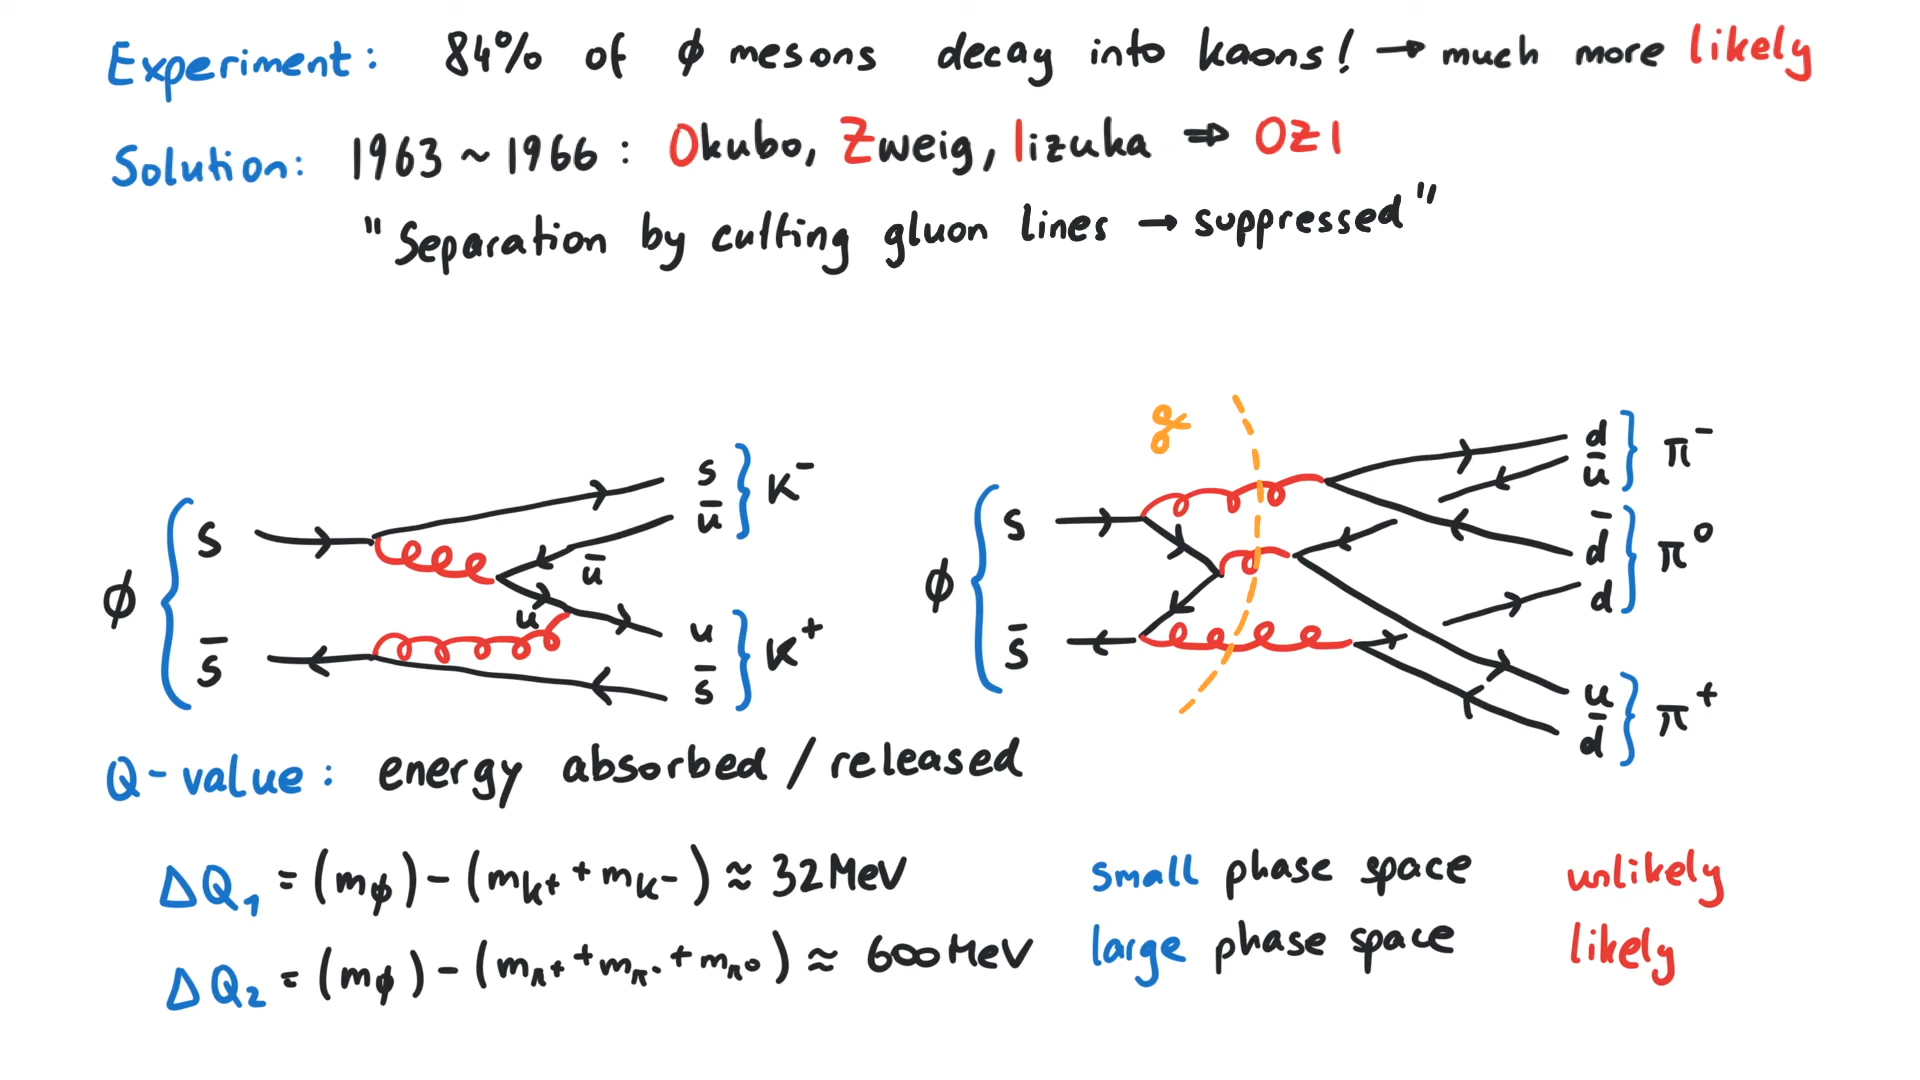 Experiment: 84% of ϕ mesons decay into kaons! → much more likely
Solution: 1963 ~ 1966 : Okubo, Zweig, Iizuka ⇒ OZI
"Separation by cutting gluon lines → suppressed"
ϕ { s s̄
s ū } K⁻
ū
u
u s̄ } K⁺
ϕ { s s̄
d ū } π⁻
d̄ d } π⁰
u d̄ } π⁺
Q-value: energy absorbed / released
ΔQ₁ = (mϕ) - (mK+ + mK-) ≈ 32 MeV small phase space unlikely
ΔQ₂ = (mϕ) - (mπ+ + mπ- + mπ0) ≈ 600 MeV large phase space likely